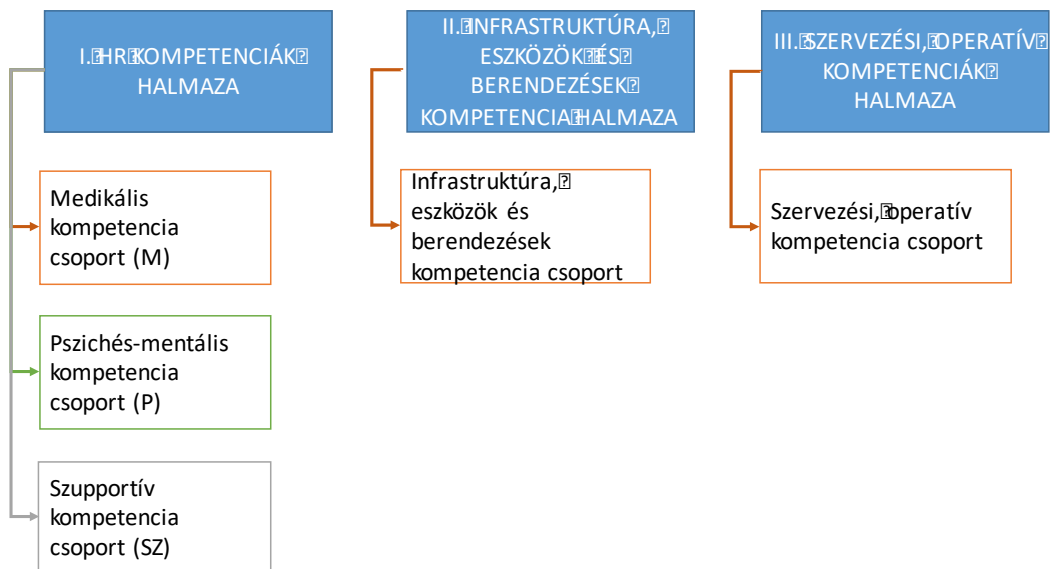 I. HR KOMPETENCIÁK
HALMAZA
Medikális
kompetencia
csoport (M)
Pszichés-mentális
kompetencia
csoport (P)
Szupportív
kompetencia
csoport (SZ)
II. INFRASTRUKTÚRA,
ESZKÖZÖK ÉS
BERENDEZÉSEK
KOMPETENCIA HALMAZA
Infrastruktúra,
eszközök és
berendezések
kompetencia csoport
III. SZERVEZÉSI, OPERATÍV
KOMPETENCIÁK
HALMAZA
Szervezési, operatív
kompetencia csoport